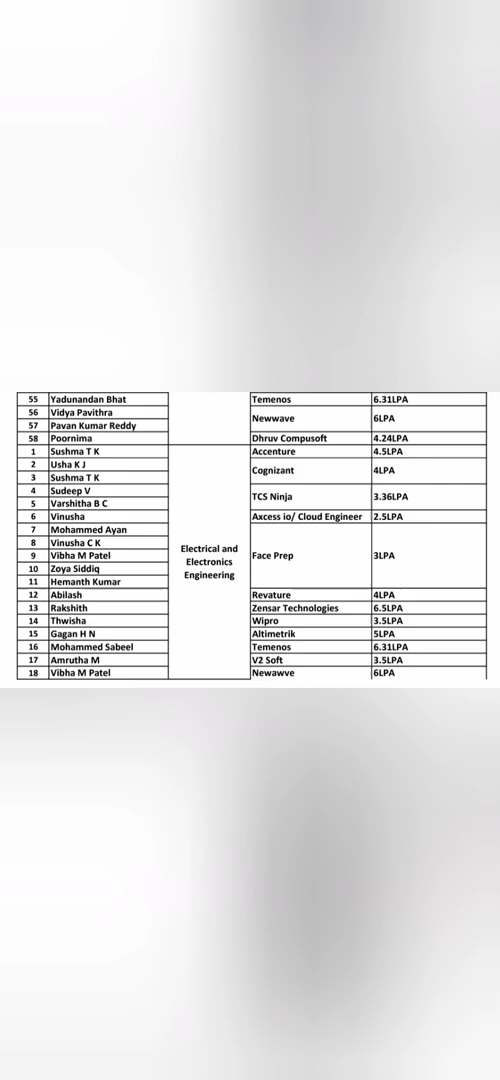 55 Yadunandan Bhat Temenos 6.31LPA
56 Vidya Pavithra Newwave 6LPA
57 Pavan Kumar Reddy
58 Poornima Dhruv Compusoft 4.24LPA
1 Sushma T K Electrical and Electronics Engineering Accenture 4.5LPA
2 Usha K J Cognizant 4LPA
3 Sushma T K
4 Sudeep V TCS Ninja 3.36LPA
5 Varshitha B C
6 Vinusha Axcess io/ Cloud Engineer 2.5LPA
7 Mohammed Ayan Face Prep 3LPA
8 Vinusha C K
9 Vibha M Patel
10 Zoya Siddiq
11 Hemanth Kumar
12 Abilash Revature 4LPA
13 Rakshith Zensar Technologies 6.5LPA
14 Thwisha Wipro 3.5LPA
15 Gagan H N Altimetrik 5LPA
16 Mohammed Sabeel Temenos 6.31LPA
17 Amrutha M V2 Soft 3.5LPA
18 Vibha M Patel Newawve 6LPA